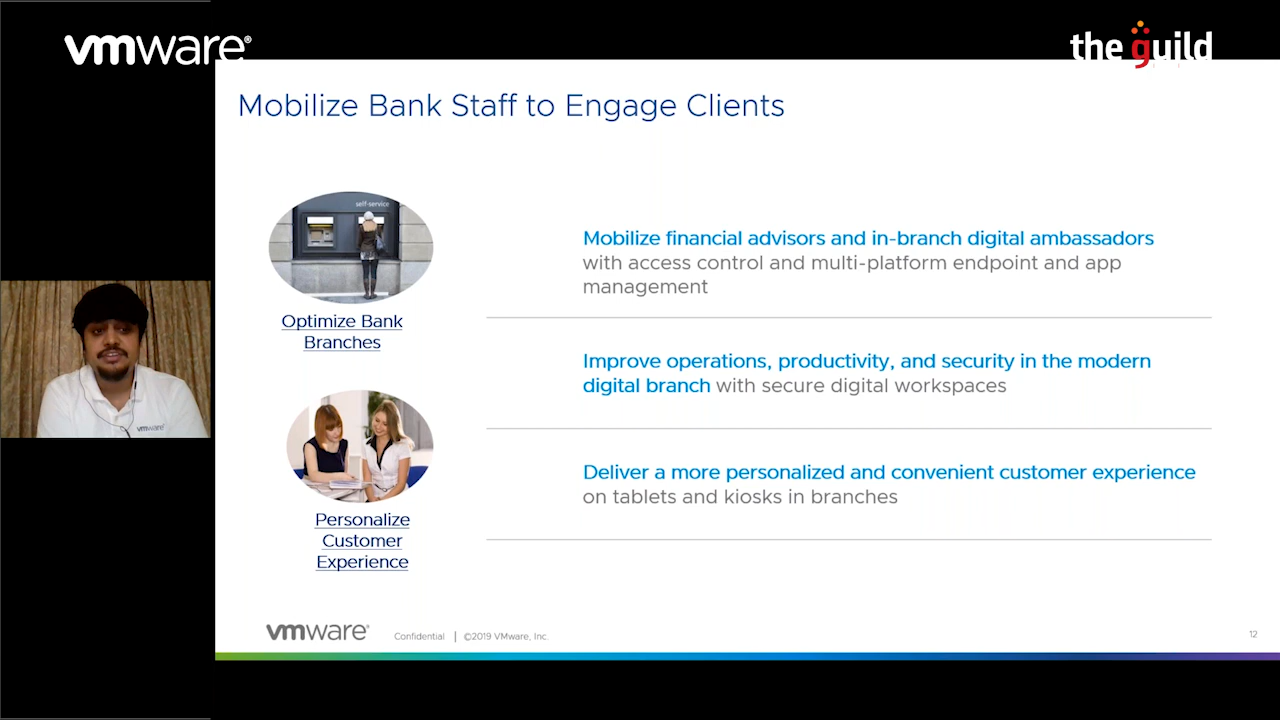 vmware®
the guild
Mobilize Bank Staff to Engage Clients
self-service
Optimize Bank
Branches
Personalize
Customer
Experience
Mobilize financial advisors and in-branch digital ambassadors
with access control and multi-platform endpoint and app
management
Improve operations, productivity, and security in the modern
digital branch with secure digital workspaces
Deliver a more personalized and convenient customer experience
on tablets and kiosks in branches
vmware
vmware® Confidential | ©2019 VMware, Inc.
12